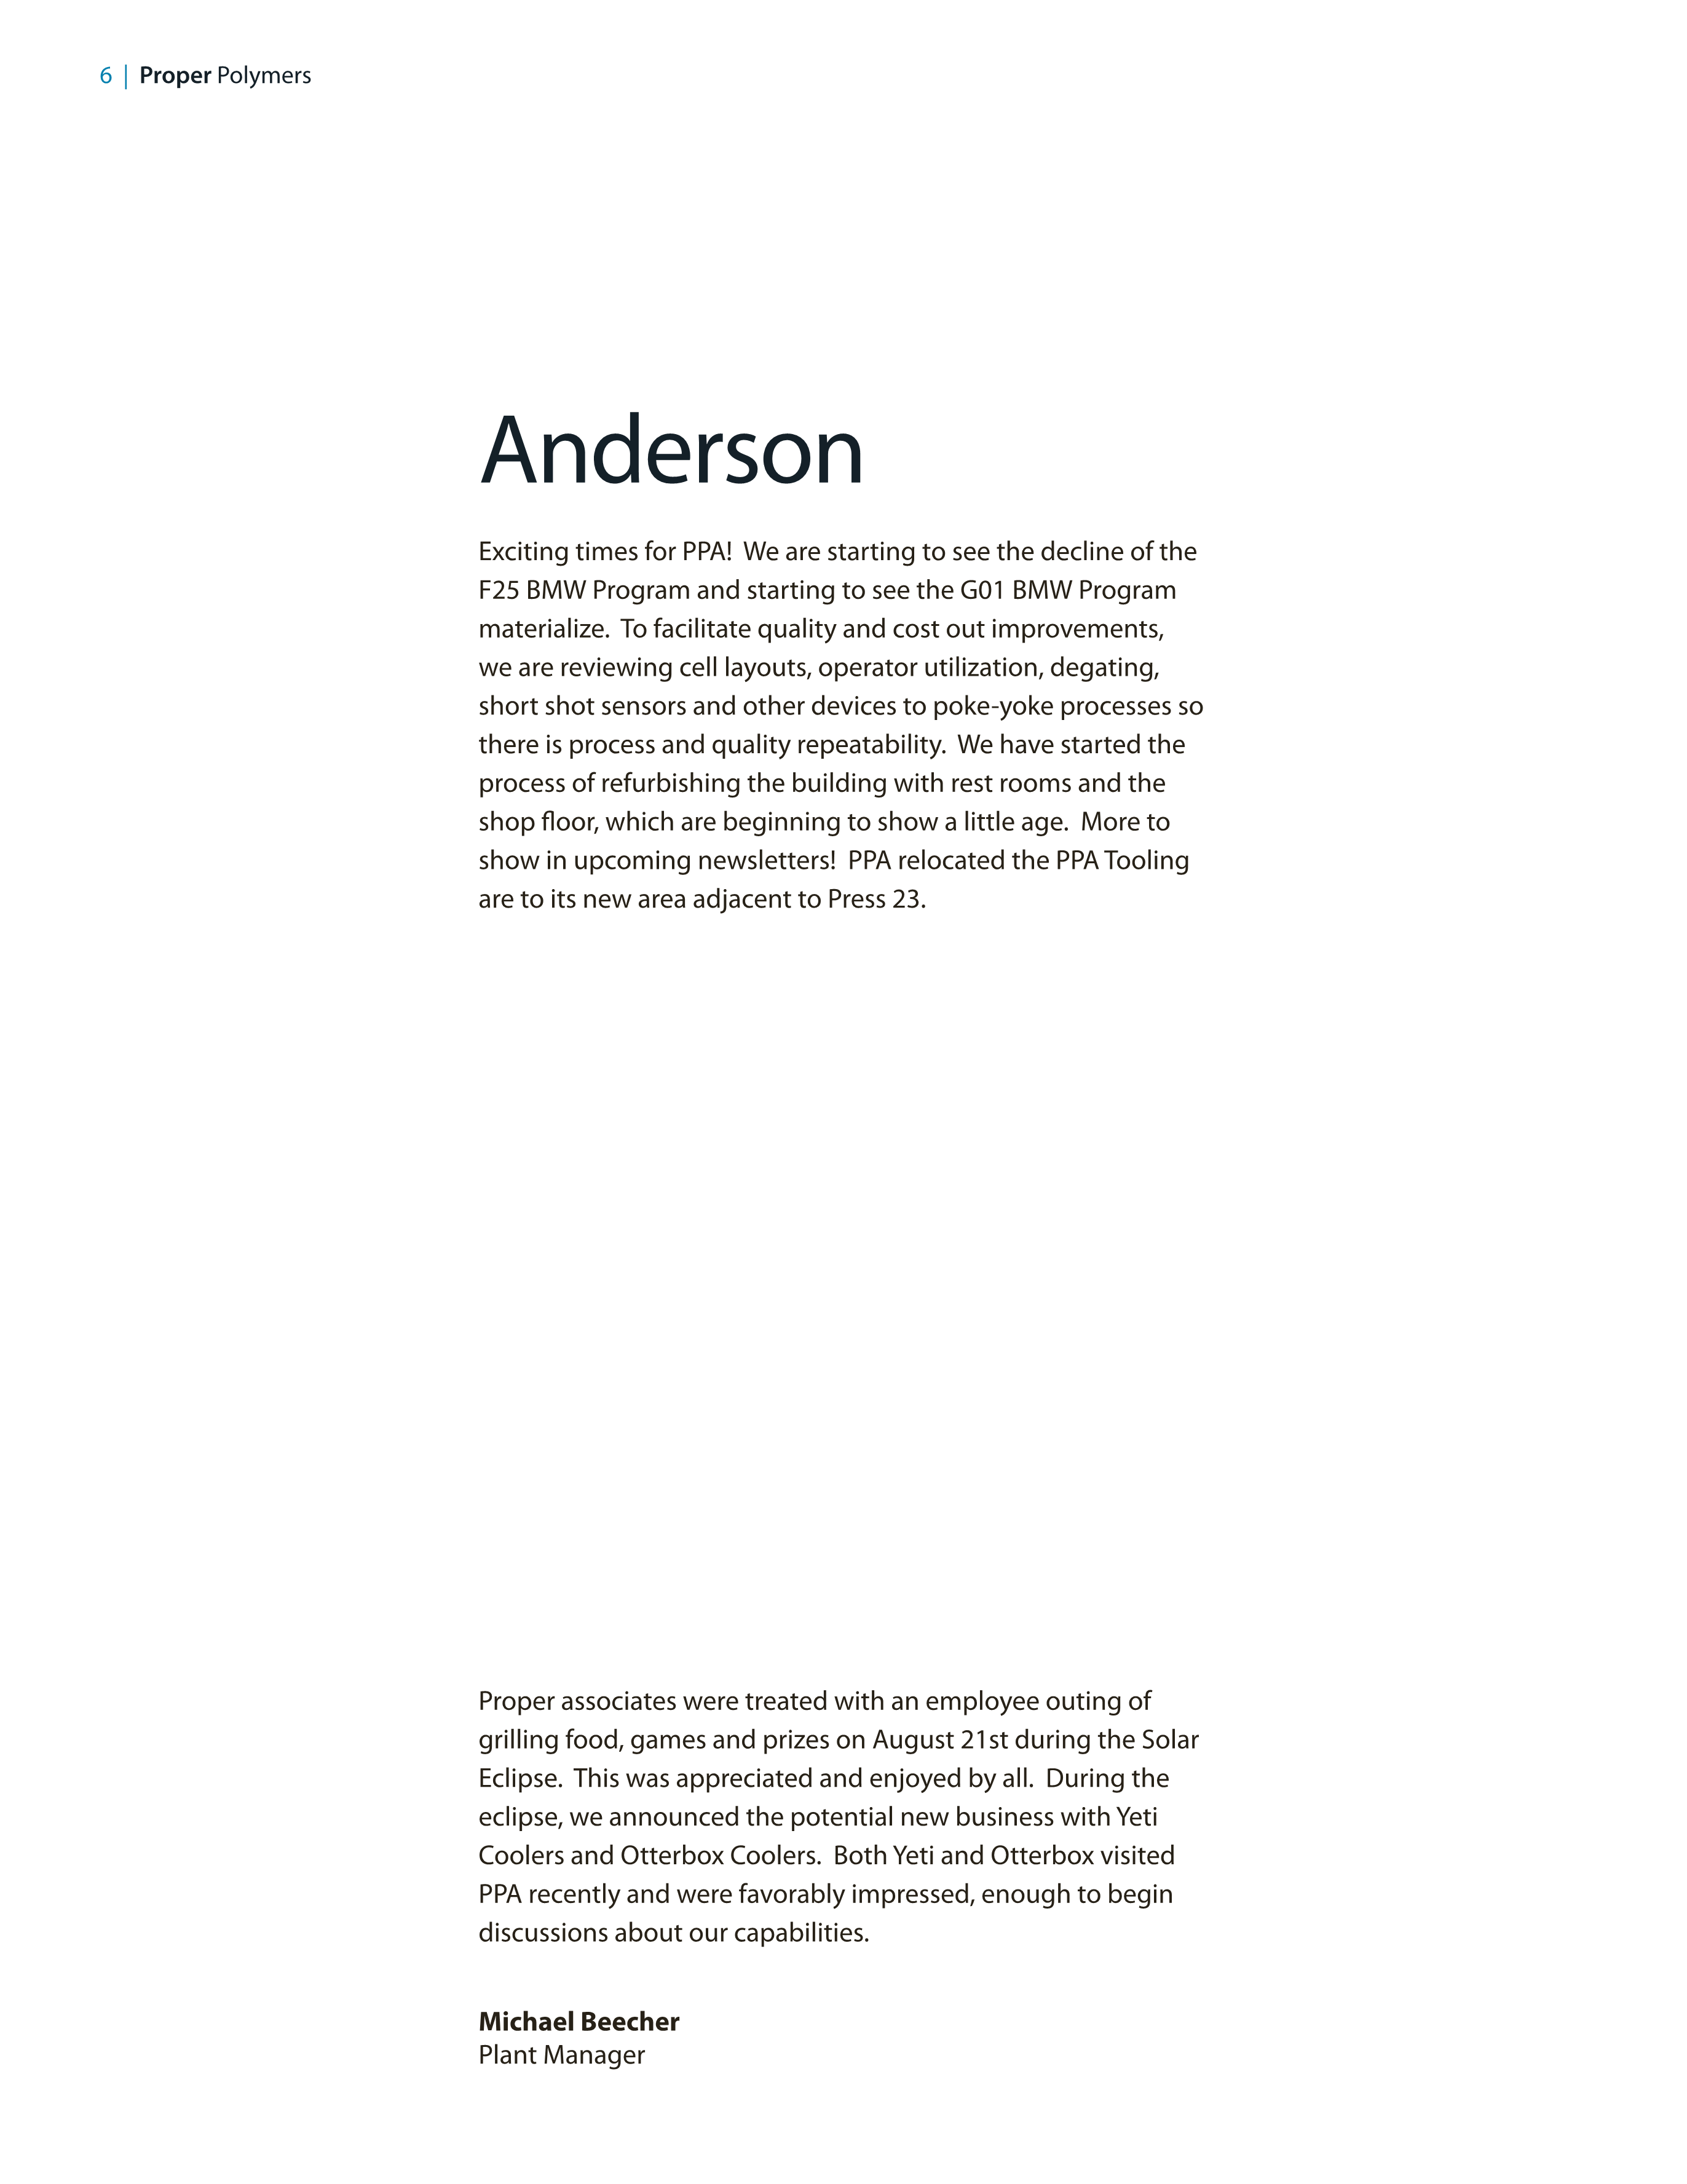 6 | Proper Polymers
Anderson
Exciting times for PPA!  We are starting to see the decline of the
F25 BMW Program and starting to see the G01 BMW Program
materialize.  To facilitate quality and cost out improvements,
we are reviewing cell layouts, operator utilization, degating,
short shot sensors and other devices to poke-yoke processes so
there is process and quality repeatability.  We have started the
process of refurbishing the building with rest rooms and the
shop floor, which are beginning to show a little age.  More to
show in upcoming newsletters!  PPA relocated the PPA Tooling
are to its new area adjacent to Press 23.
Proper associates were treated with an employee outing of
grilling food, games and prizes on August 21st during the Solar
Eclipse.  This was appreciated and enjoyed by all.  During the
eclipse, we announced the potential new business with Yeti
Coolers and Otterbox Coolers.  Both Yeti and Otterbox visited
PPA recently and were favorably impressed, enough to begin
discussions about our capabilities.
Michael Beecher
Plant Manager